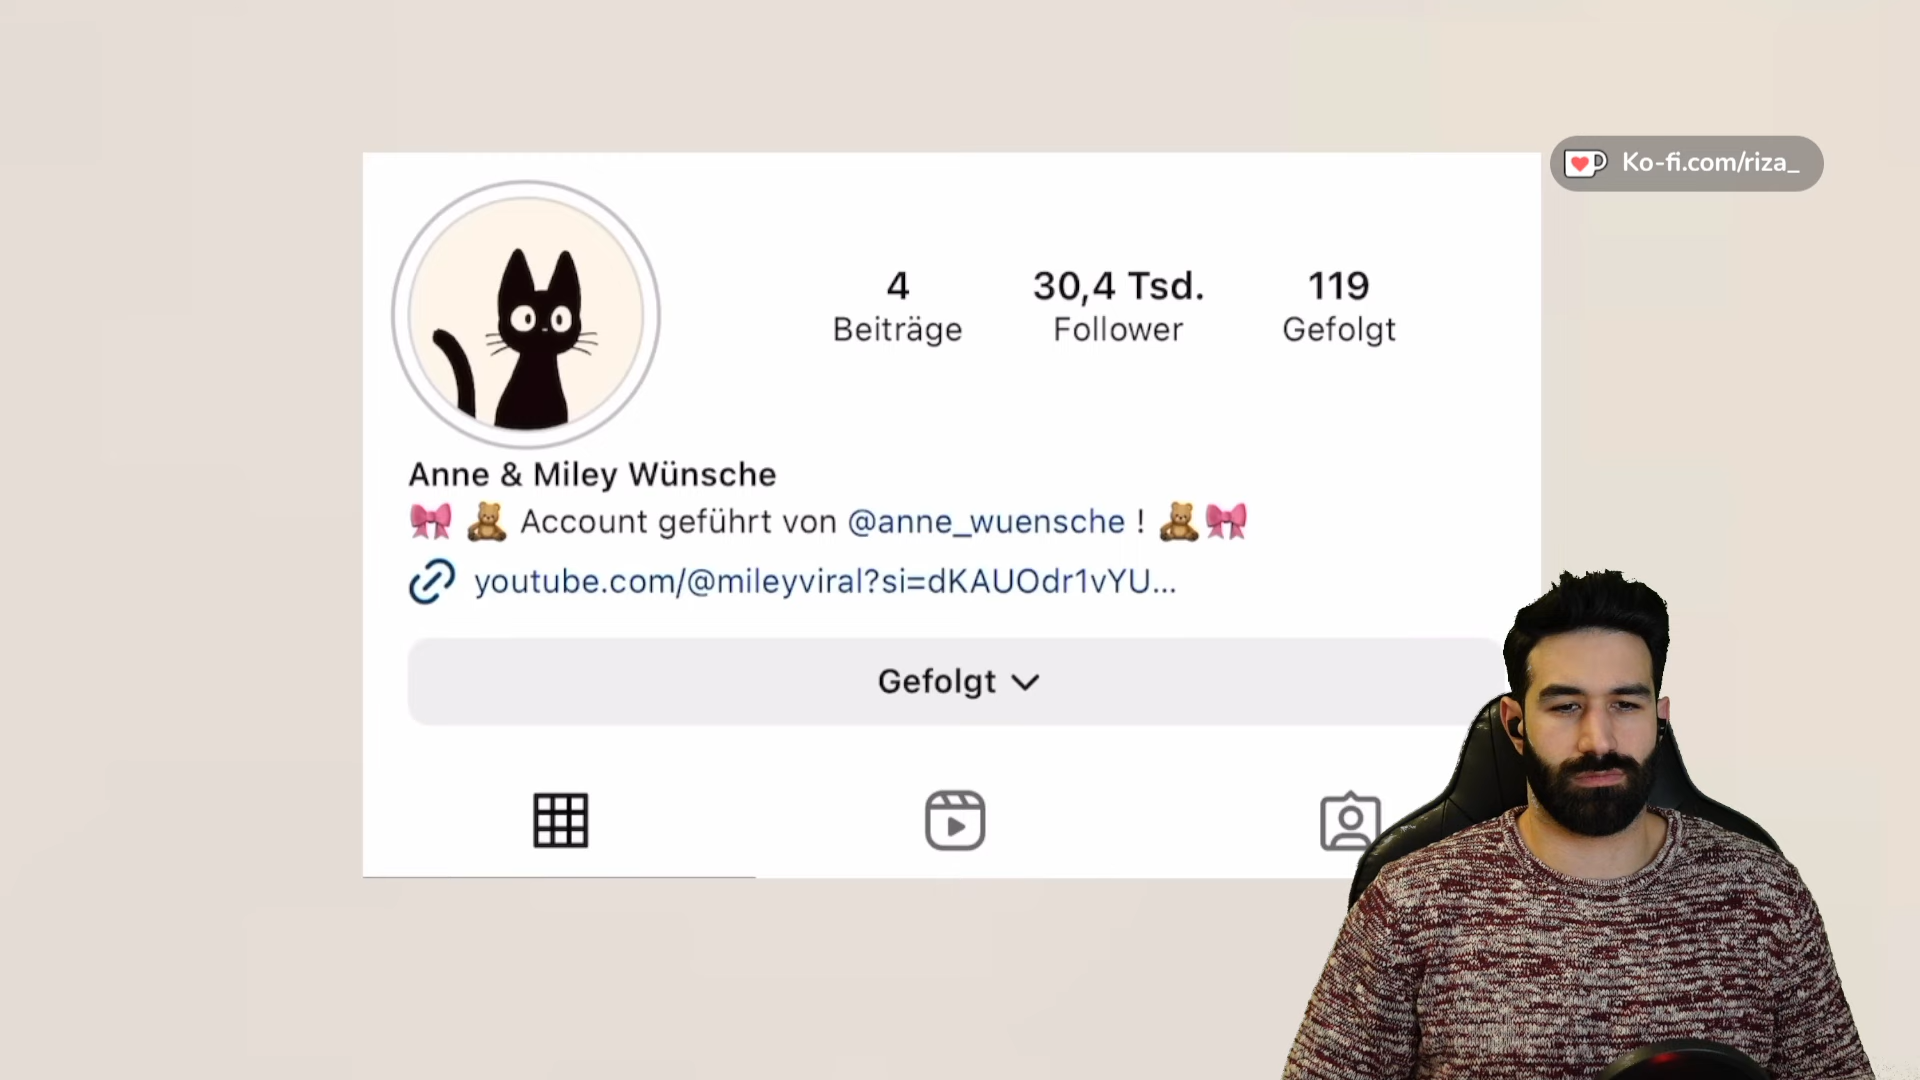 Ko-fi.com/riza_
4
30,4 Tsd.
119
Beiträge
Follower
Gefolgt
Anne & Miley Wünsche
🎀 🧸 Account geführt von @anne_wuensche ! 🧸🎀
youtube.com/@mileyviral?si=dKAUOdr1vYU...
Gefolgt